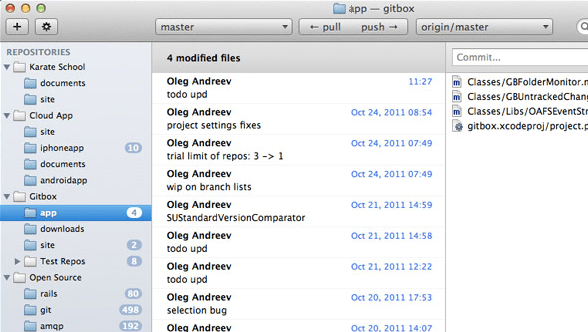 app — gitbox
master
← pull push →
origin/master
REPOSITORIES
Karate School
documents
site
Cloud App
site
iphoneapp 10
documents
androidapp
Gitbox
app 4
downloads
site 2
Test Repos 8
Open Source
rails 80
git 498
amqp 192
4 modified files
Oleg Andreev 11:27
todo upd
Oleg Andreev Oct 24, 2011 08:54
project settings fixes
Oleg Andreev Oct 24, 2011 07:49
trial limit of repos: 3 -> 1
Oleg Andreev Oct 24, 2011 07:49
wip on branch lists
Oleg Andreev Oct 21, 2011 14:59
SUStandardVersionComparator
Oleg Andreev Oct 21, 2011 14:58
todo upd
Oleg Andreev Oct 21, 2011 12:22
todo upd
Oleg Andreev Oct 20, 2011 17:53
selection bug
Oleg Andreev Oct 20, 2011 14:07
Commit...
Classes/GBFolderMonitor.m
Classes/GBUntrackedChan
Classes/Libs/OAFSEventStr
gitbox.xcodeproj/project.p